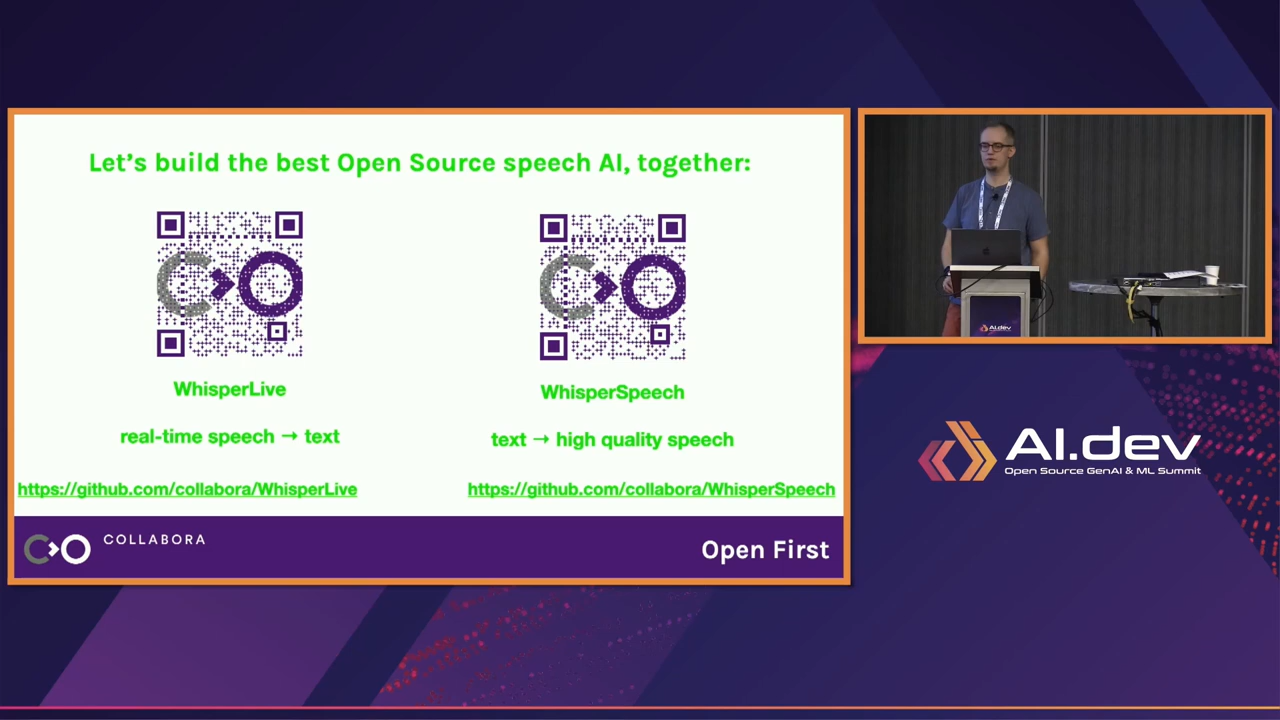 Let's build the best Open Source speech AI, together:
WhisperLive
real-time speech → text
https://github.com/collabora/WhisperLive
WhisperSpeech
text → high quality speech
https://github.com/collabora/WhisperSpeech
COLLABORA
Open First
AI.dev
AI.dev
Open Source GenAI & ML Summit